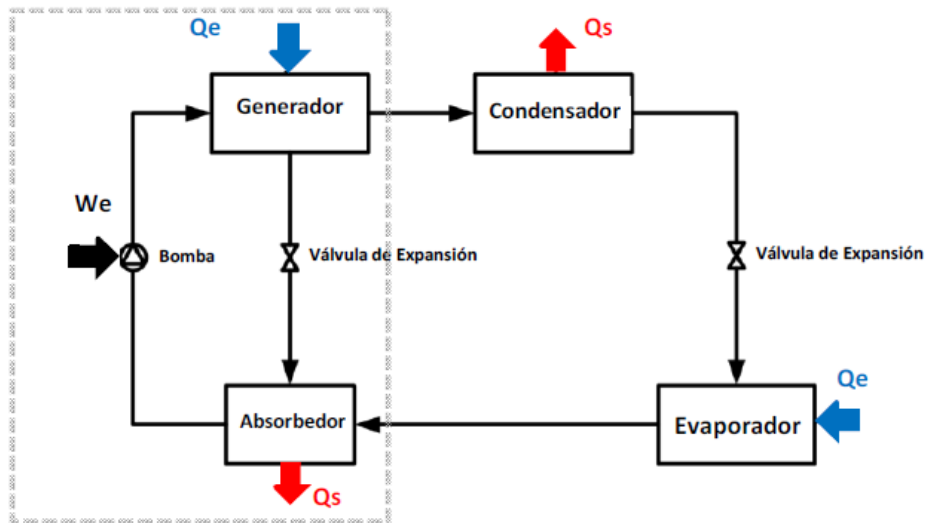 Qe
Qs
Generador
Condensador
We
Bomba
Válvula de Expansión
Válvula de Expansión
Qe
Absorbedor
Evaporador
Qs